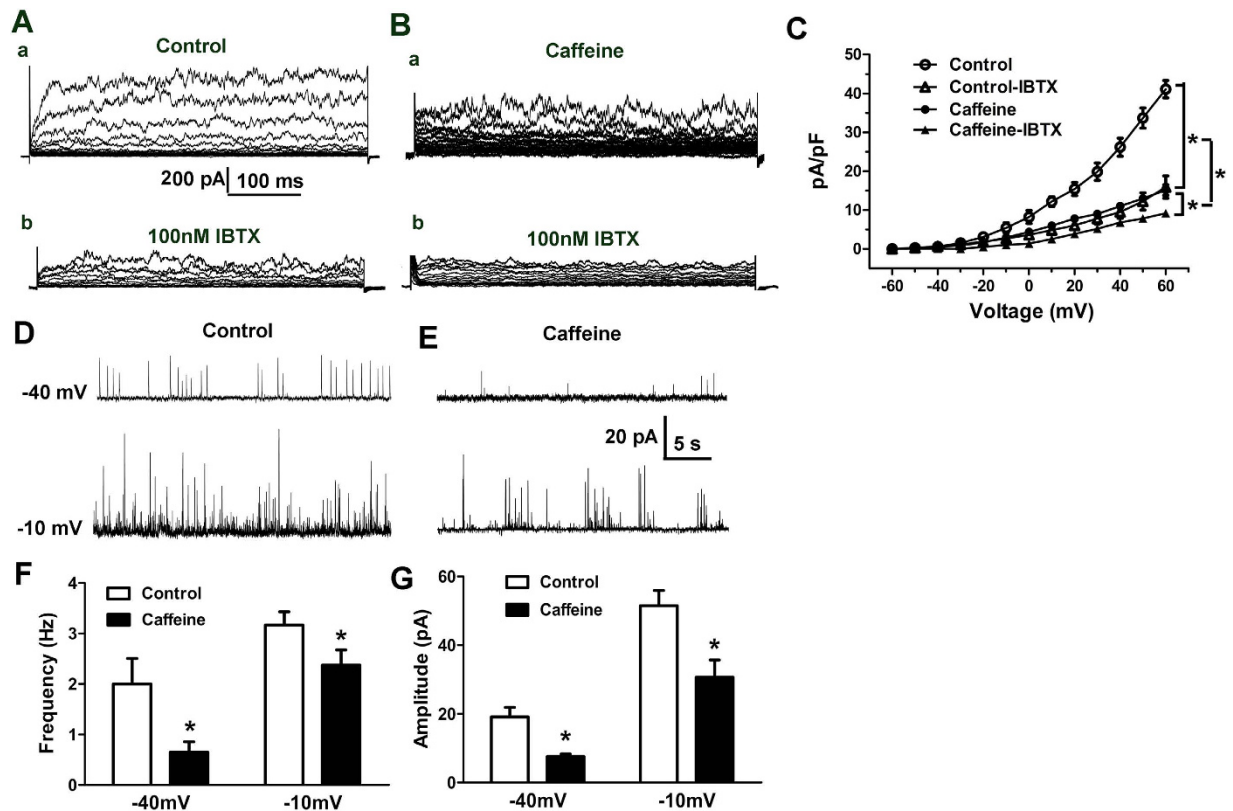 A
a
Control
200 pA
100 ms
b
100nM IBTX
B
a
Caffeine
b
100nM IBTX
C
pA/pF
50
40
30
20
10
0
Control
Control-IBTX
Caffeine
Caffeine-IBTX
*
*
*
-60 -40 -20 0 20 40 60
Voltage (mV)
D
Control
-40 mV
-10 mV
E
Caffeine
20 pA
5 s
F
Frequency (Hz)
4
3
2
1
0
Control
Caffeine
*
*
-40mV -10mV
G
Amplitude (pA)
60
40
20
0
Control
Caffeine
*
*
-40mV -10mV